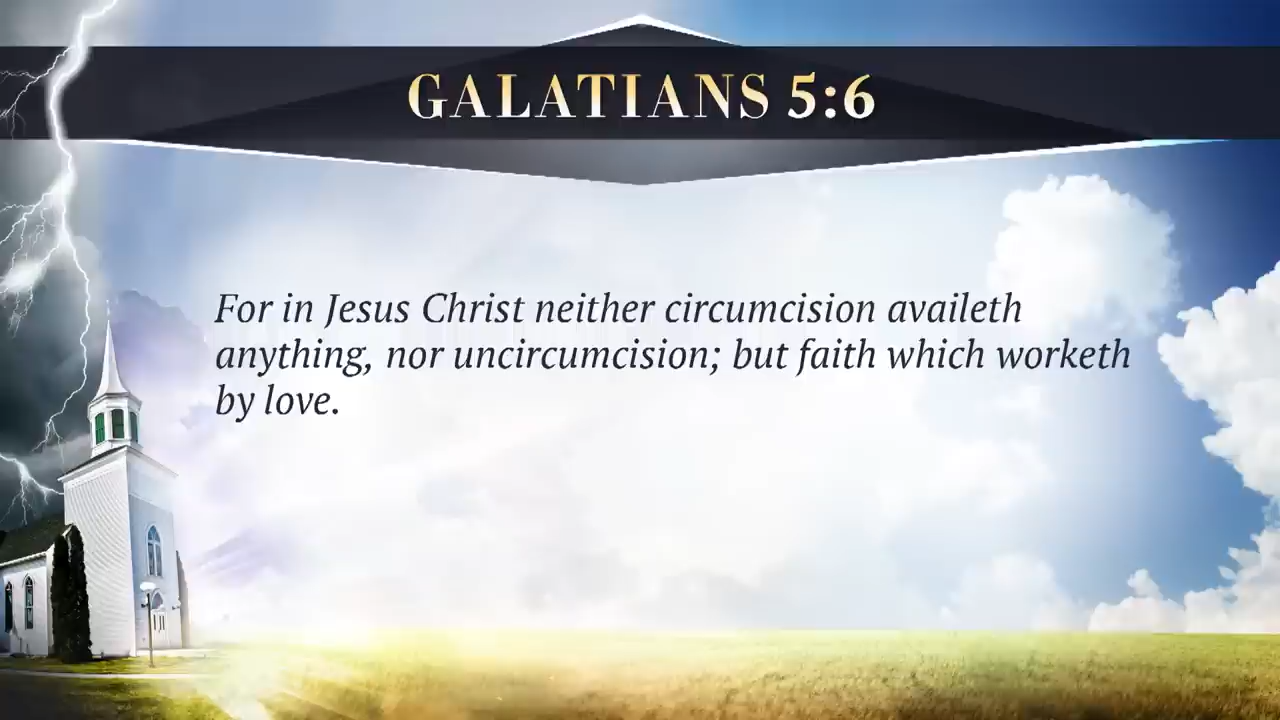 GALATIANS 5:6
For in Jesus Christ neither circumcision availeth
anything, nor uncircumcision; but faith which worketh
by love.